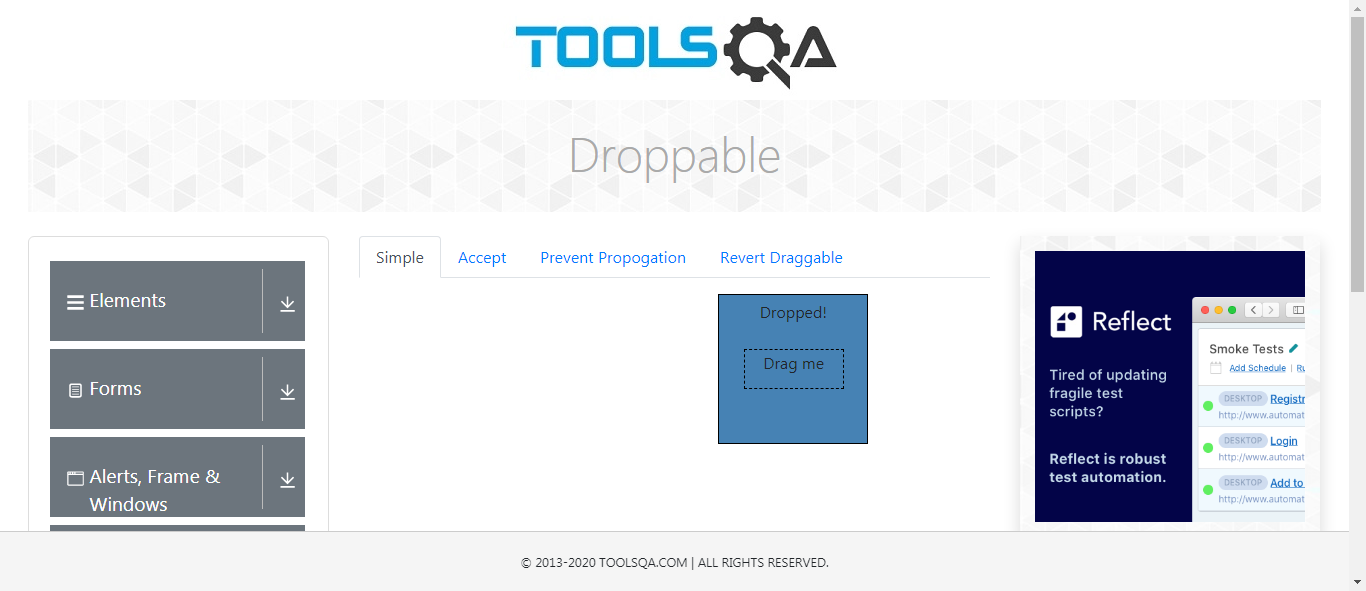 TOOLSQA
Droppable
Elements
Forms
Alerts, Frame &
Windows
Simple
Accept
Prevent Propogation
Revert Draggable
Dropped!
Drag me
Reflect
Tired of updating
fragile test
scripts?
Reflect is robust
test automation.
Smoke Tests
Add Schedule | Ru
DESKTOP Registr
http://www.automat
DESKTOP Login
http://www.automat
DESKTOP Add to
http://www.automat
© 2013-2020 TOOLSQA.COM | ALL RIGHTS RESERVED.